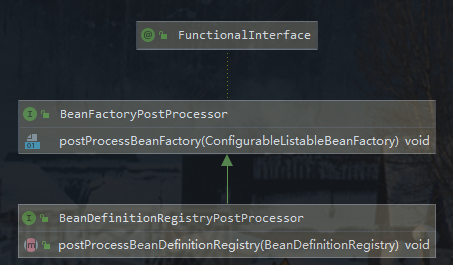 FunctionalInterface
BeanFactoryPostProcessor
postProcessBeanFactory(ConfigurableListableBeanFactory) void
BeanDefinitionRegistryPostProcessor
postProcessBeanDefinitionRegistry(BeanDefinitionRegistry) void